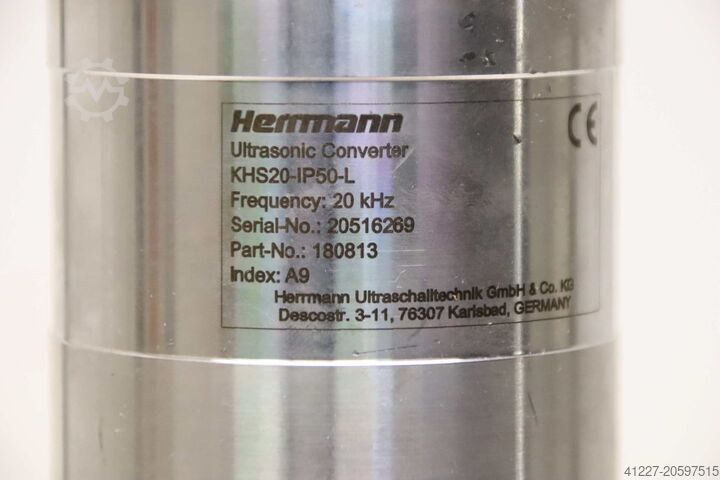 Herrmann
CE
Ultrasonic Converter
KHS20-IP50-L
Frequency: 20 kHz
Serial-No.: 20516269
Part-No.: 180813
Index: A9
Herrmann Ultraschalltechnik GmbH & Co. KG
Descostr. 3-11, 76307 Karlsbad, GERMANY
41227-20597515